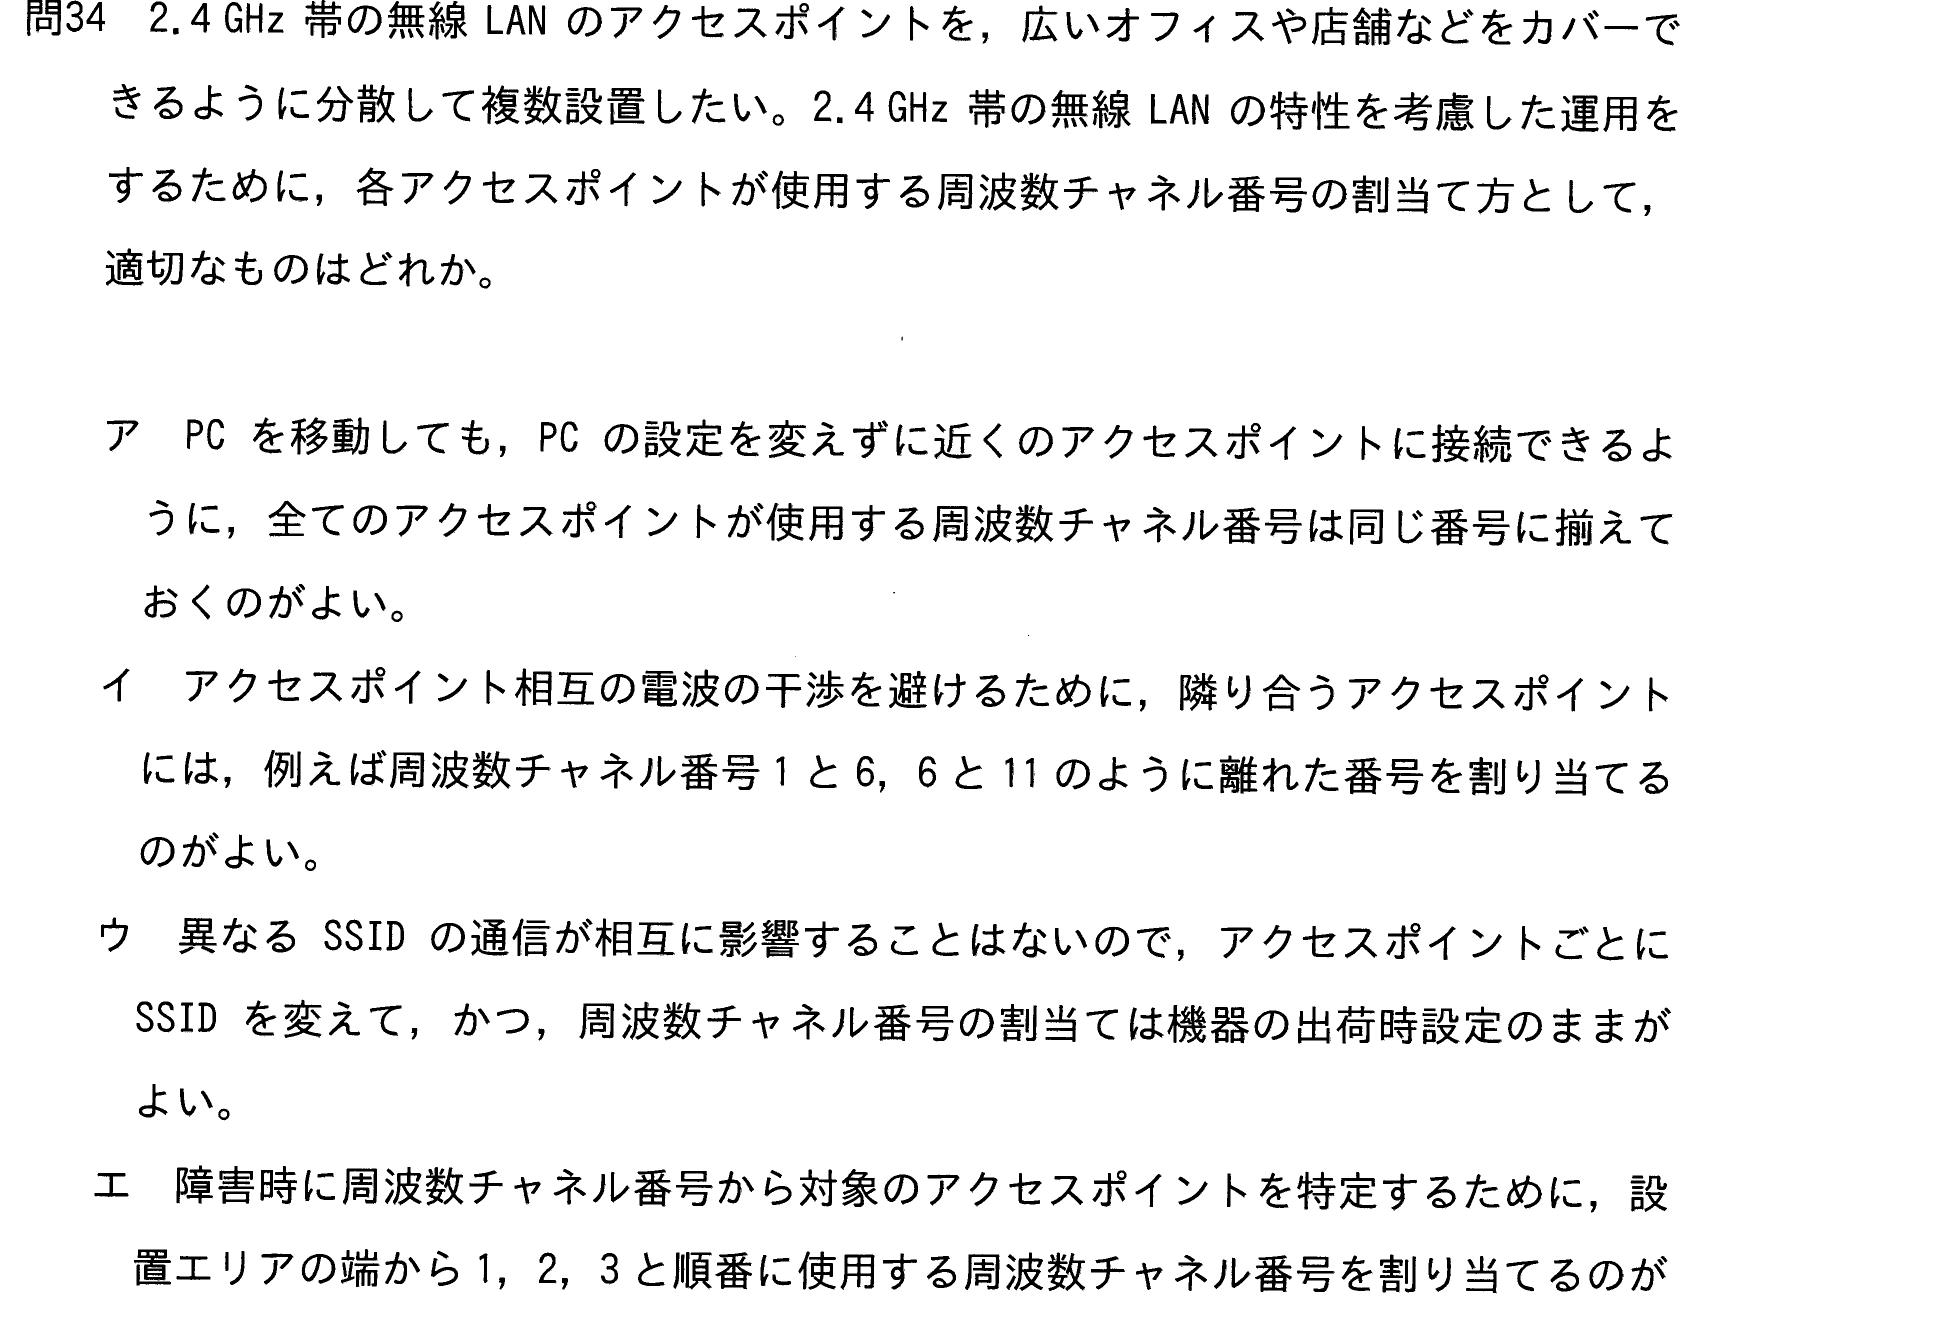 問34 2.4 GHz 帯の無線 LAN のアクセスポイントを，広いオフィスや店舗などをカバーで
きるように分散して複数設置したい。2.4 GHz 帯の無線 LAN の特性を考慮した運用を
するために，各アクセスポイントが使用する周波数チャネル番号の割当て方として，
適切なものはどれか。
ア PC を移動しても，PC の設定を変えずに近くのアクセスポイントに接続できるよ
うに，全てのアクセスポイントが使用する周波数チャネル番号は同じ番号に揃えて
おくのがよい。
イ アクセスポイント相互の電波の干渉を避けるために，隣り合うアクセスポイント
には，例えば周波数チャネル番号 1 と 6，6 と 11 のように離れた番号を割り当てる
のがよい。
ウ 異なる SSID の通信が相互に影響することはないので，アクセスポイントごとに
SSID を変えて，かつ，周波数チャネル番号の割当ては機器の出荷時設定のままが
よい。
エ 障害時に周波数チャネル番号から対象のアクセスポイントを特定するために，設
置エリアの端から 1，2，3 と順番に使用する周波数チャネル番号を割り当てるのが